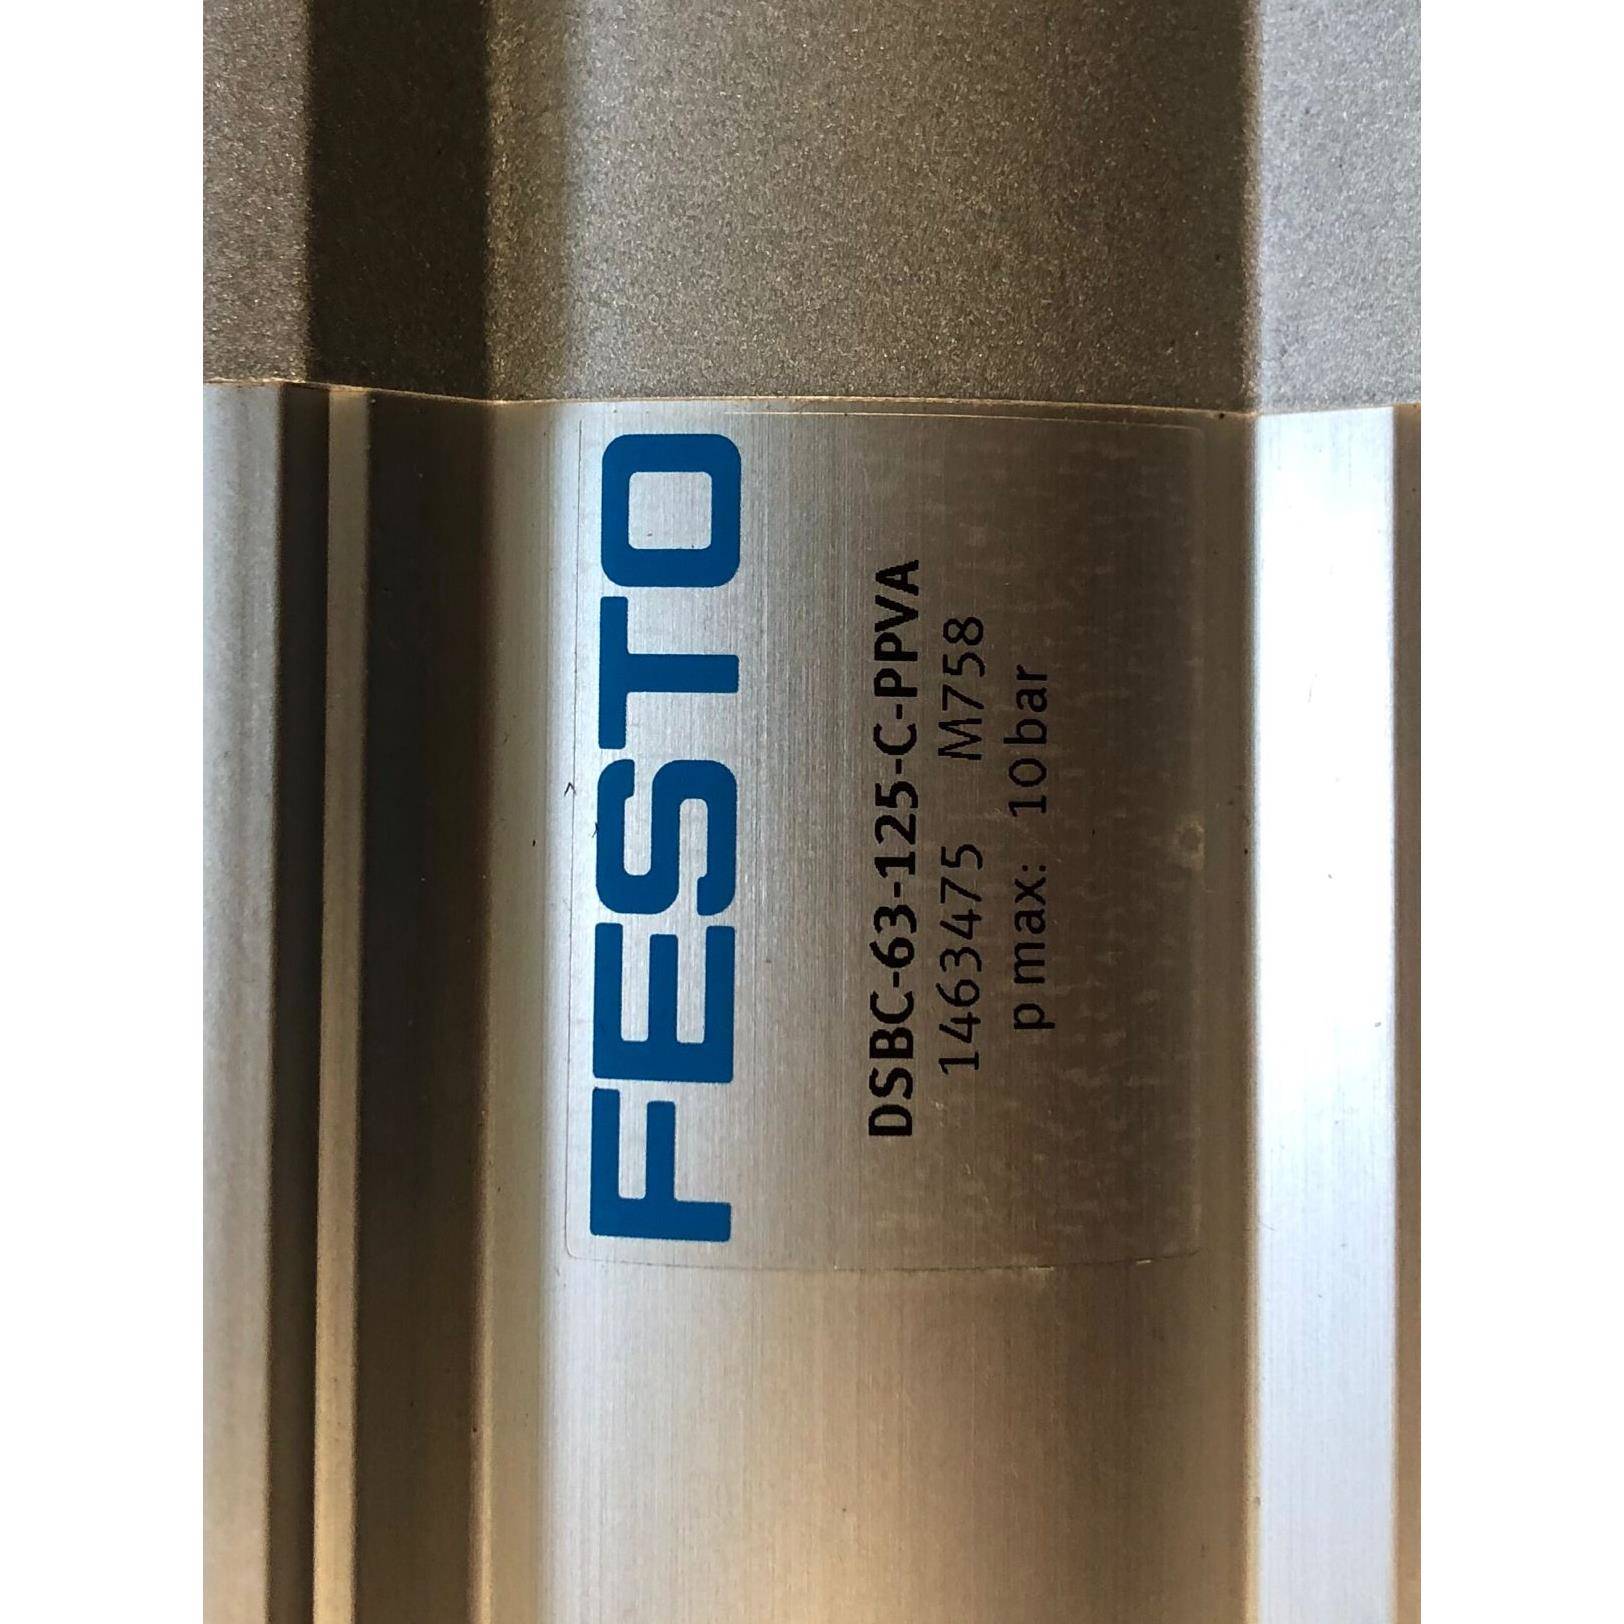 FESTO
DSBC-63-125-C-PPVA
1463475 M758
p max: 10bar